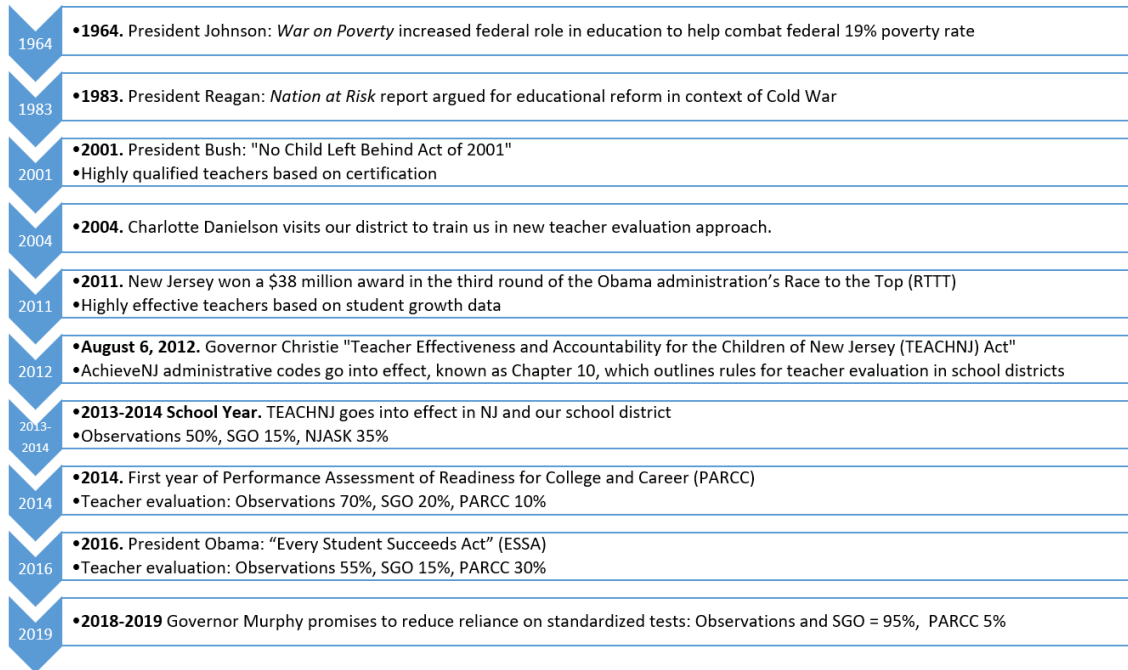 1964
•1964. President Johnson: War on Poverty increased federal role in education to help combat federal 19% poverty rate
1983
•1983. President Reagan: Nation at Risk report argued for educational reform in context of Cold War
2001
•2001. President Bush: "No Child Left Behind Act of 2001"
•Highly qualified teachers based on certification
2004
•2004. Charlotte Danielson visits our district to train us in new teacher evaluation approach.
2011
•2011. New Jersey won a $38 million award in the third round of the Obama administration’s Race to the Top (RTTT)
•Highly effective teachers based on student growth data
2012
•August 6, 2012. Governor Christie "Teacher Effectiveness and Accountability for the Children of New Jersey (TEACHNJ) Act"
•AchieveNJ administrative codes go into effect, known as Chapter 10, which outlines rules for teacher evaluation in school districts
2013-
2014
•2013-2014 School Year. TEACHNJ goes into effect in NJ and our school district
•Observations 50%, SGO 15%, NJASK 35%
2014
•2014. First year of Performance Assessment of Readiness for College and Career (PARCC)
•Teacher evaluation: Observations 70%, SGO 20%, PARCC 10%
2016
•2016. President Obama: “Every Student Succeeds Act” (ESSA)
•Teacher evaluation: Observations 55%, SGO 15%, PARCC 30%
2019
•2018-2019 Governor Murphy promises to reduce reliance on standardized tests: Observations and SGO = 95%, PARCC 5%